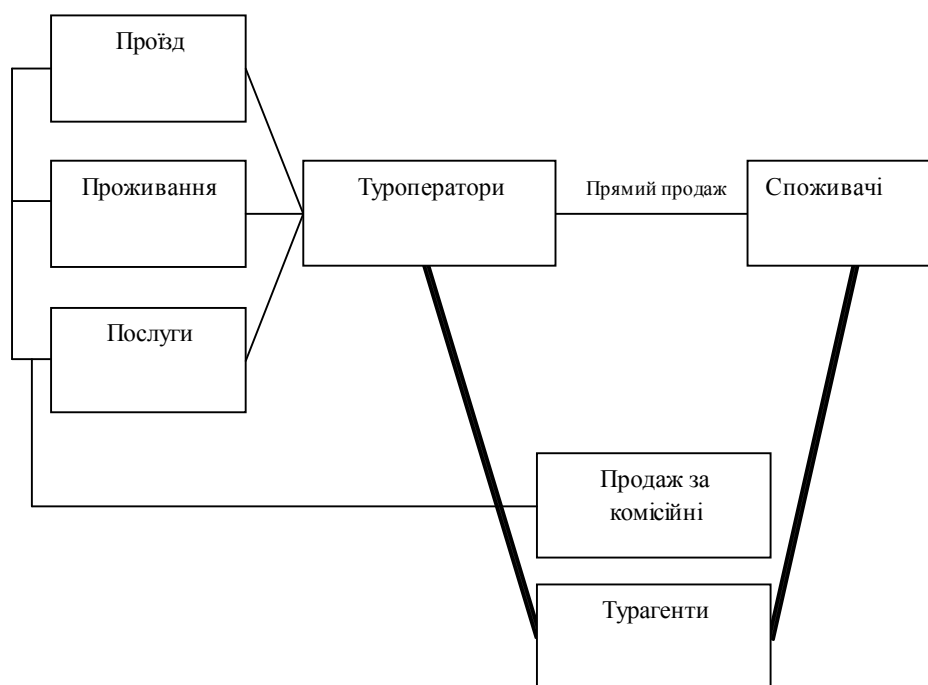 Проїзд
Проживання
Туроператори
Прямий продаж
Споживачі
Послуги
Продаж за
комісійні
Турагенти